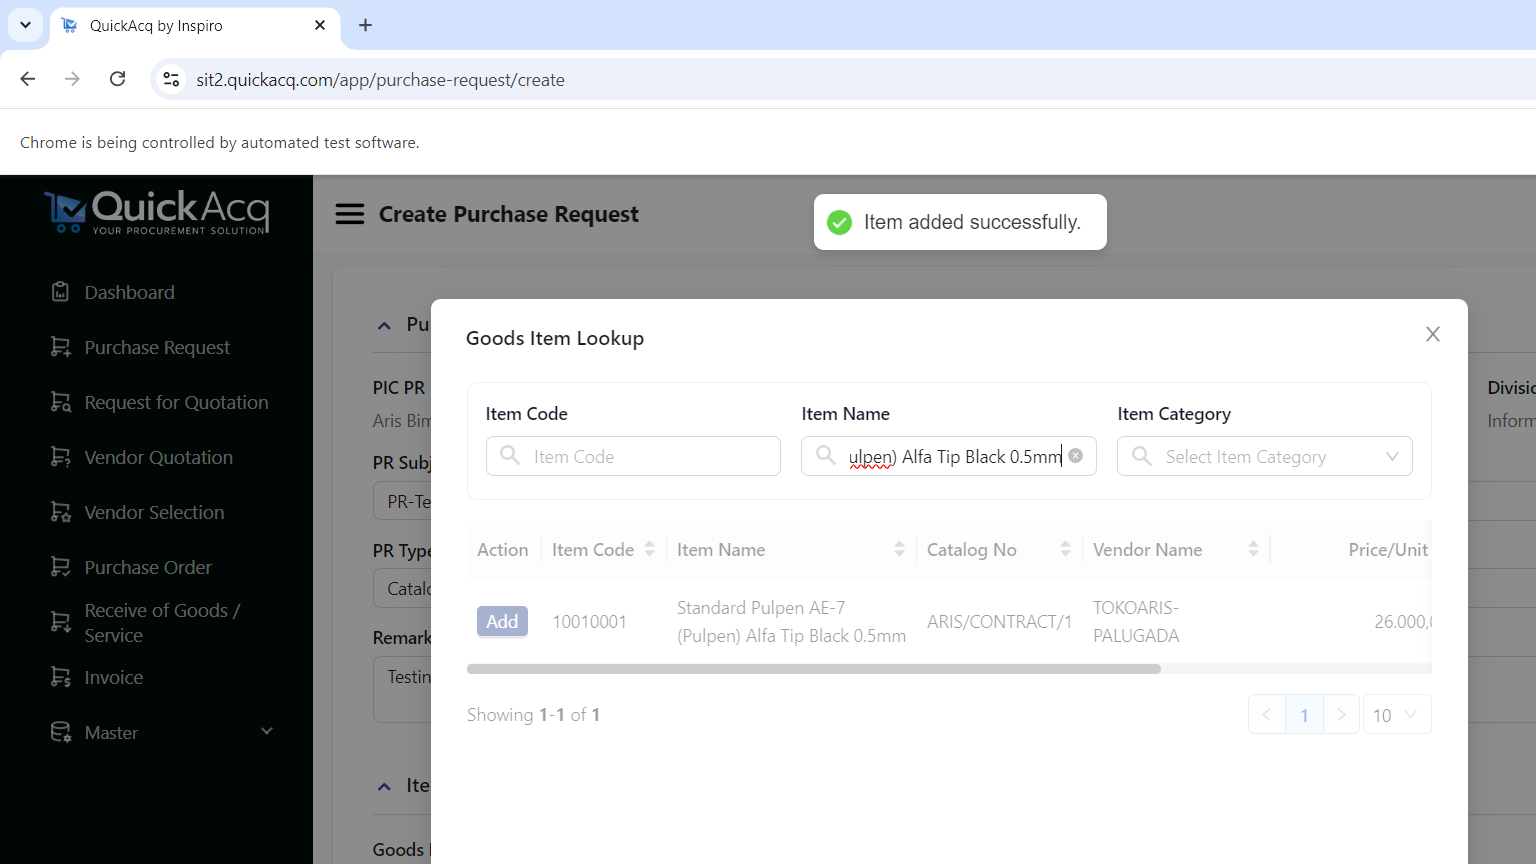 QuickAcq by Inspiro
sit2.quickacq.com/app/purchase-request/create
Chrome is being controlled by automated test software.
QuickAcq
YOUR PROCUREMENT SOLUTION
Create Purchase Request
Item added successfully.
Dashboard
Purchase Request
Request for Quotation
Vendor Quotation
Vendor Selection
Purchase Order
Receive of Goods /
Service
Invoice
Master
Pu
PIC PR
Aris Bim
PR Subj
PR-Te
PR Type
Catalo
Remark
Testin
Ite
Goods
Divisio
Inform
Goods Item Lookup
Item Code
Item Name
Item Category
Item Code
ulpen) Alfa Tip Black 0.5mm
Select Item Category
Action Item Code Item Name Catalog No Vendor Name Price/Unit
Add 10010001 Standard Pulpen AE-7 ARIS/CONTRACT/1 TOKOARIS- 26.000,0
(Pulpen) Alfa Tip Black 0.5mm PALUGADA
Showing 1-1 of 1
< 1 > 10